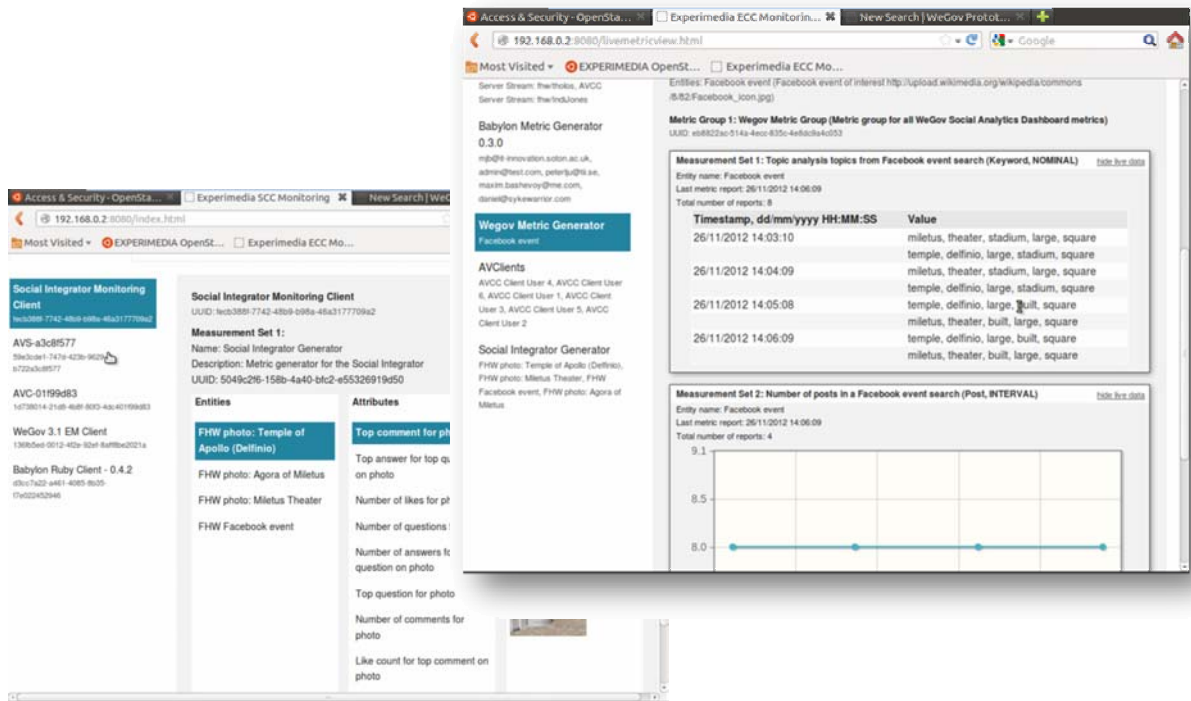 Access & Security - OpenSta...
Experimedia ECC Monitorin...
New Search | WeGov Protot...
192.168.0.2:8080/livemetricview.html
Google
Most Visited
EXPERIMEDIA OpenSt...
Experimedia ECC Mo...
Server Stream: fhw/tholos, AVCC
Server Stream: fhw/IndJones
Babylon Metric Generator
0.3.0
mjb@it-innovation.soton.ac.uk,
admin@test.com, peterlju@tii.se,
maxim.bashevoy@me.com,
daniel@sykewarrior.com
Wegov Metric Generator
Facebook event
AVClients
AVCC Client User 4, AVCC Client User
6, AVCC Client User 1, AVCC Client
User 3, AVCC Client User 5, AVCC
Client User 2
Social Integrator Generator
FHW photo: Temple of Apollo (Delfinio),
FHW photo: Miletus Theater, FHW
Facebook event, FHW photo: Agora of
Miletus
Entities: Facebook event (Facebook event of interest http://upload.wikimedia.org/wikipedia/commons
/8/82/Facebook_icon.jpg)
Metric Group 1: Wegov Metric Group (Metric group for all WeGov Social Analytics Dashboard metrics)
Measurement Set 1: Topic analysis topics from Facebook event search (Keyword, NOMINAL)
hide live data
Entity name: Facebook event
Last metric report: 26/11/2012 14:06:09
Total number of reports: 8
Timestamp, dd/mm/yyyy HH:MM:SS Value
26/11/2012 14:03:10 miletus, theater, stadium, large, square
temple, delfinio, large, stadium, square
26/11/2012 14:04:09 miletus, theater, stadium, large, square
temple, delfinio, large, stadium, square
26/11/2012 14:05:08 temple, delfinio, large, built, square
miletus, theater, built, large, square
26/11/2012 14:06:09 temple, delfinio, large, built, square
miletus, theater, built, large, square
Measurement Set 2: Number of posts in a Facebook event search (Post, INTERVAL)
hide live data
Entity name: Facebook event
Last metric report: 26/11/2012 14:06:09
Total number of reports: 4
9.1
8.5
8.0
Access & Security - OpenSta...
Experimedia SCC Monitoring
New Search | WeG
192.168.0.2:8080/index.html
Most Visited
EXPERIMEDIA OpenSt...
Experimedia ECC Mo...
Social Integrator Monitoring
Client
AVS-a3c8f577
AVC-01f99d83
WeGov 3.1 EM Client
Babylon Ruby Client - 0.4.2
Social Integrator Monitoring Client
Measurement Set 1:
Name: Social Integrator Generator
Description: Metric generator for the Social Integrator
UUID: 5049c2f6-158b-4a40-bfc2-e55326919d50
Entities
FHW photo: Temple of
Apollo (Delfinio)
FHW photo: Agora of Miletus
FHW photo: Miletus Theater
FHW Facebook event
Attributes
Top comment for ph
Top answer for top qu
on photo
Number of likes for ph
Number of questions
Number of answers fo
question on photo
Top question for photo
Number of comments for
photo
Like count for top comment on
photo